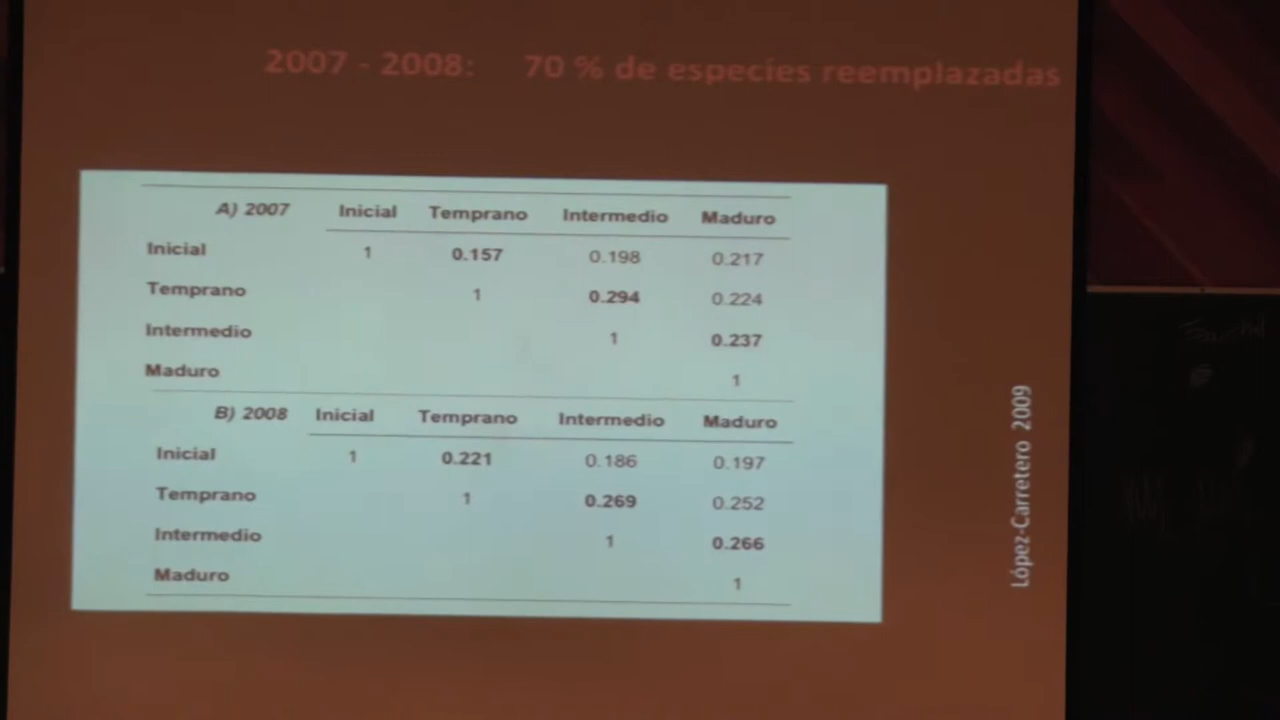 2007 - 2008: 70 % de especies reemplazadas
A) 2007 Inicial Temprano Intermedio Maduro
Inicial 1 0.157 0.198 0.217
Temprano 1 0.294 0.224
Intermedio 1 0.237
Maduro 1
B) 2008 Inicial Temprano Intermedio Maduro
Inicial 1 0.221 0.186 0.197
Temprano 1 0.269 0.252
Intermedio 1 0.266
Maduro 1
López-Carretero 2009